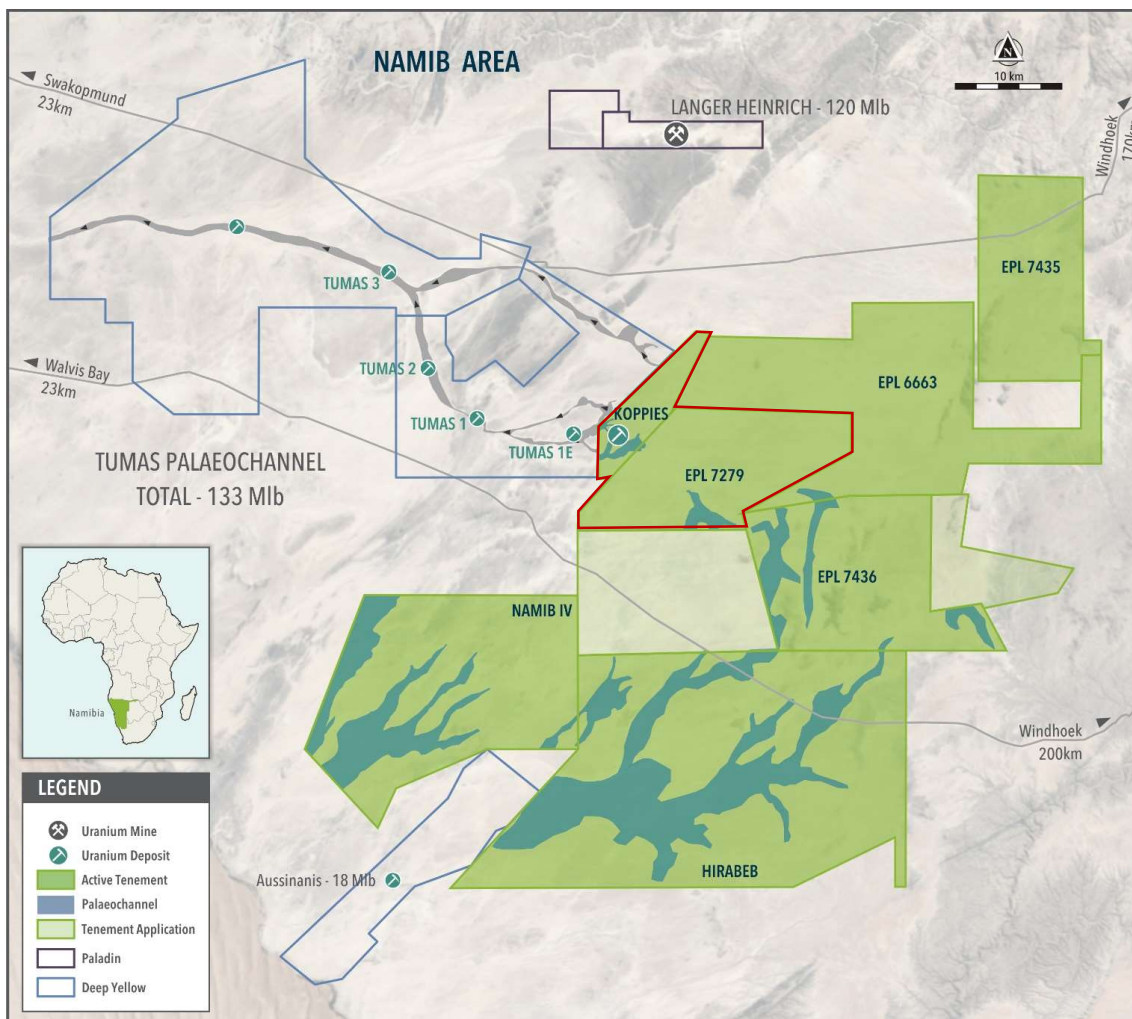 NAMIB AREA
N
10 km
Swakopmund
23km
LANGER HEINRICH - 120 Mlb
Windhoek
170km
EPL 7435
TUMAS 3
EPL 6663
Walvis Bay
23km
TUMAS 2
TUMAS 1
KOPPIES
TUMAS 1E
TUMAS PALAEOCHANNEL
TOTAL - 133 Mlb
EPL 7279
EPL 7436
NAMIB IV
Namibia
Windhoek
200km
HIRABEB
Aussinanis - 18 Mlb
LEGEND
Uranium Mine
Uranium Deposit
Active Tenement
Palaeochannel
Tenement Application
Paladin
Deep Yellow